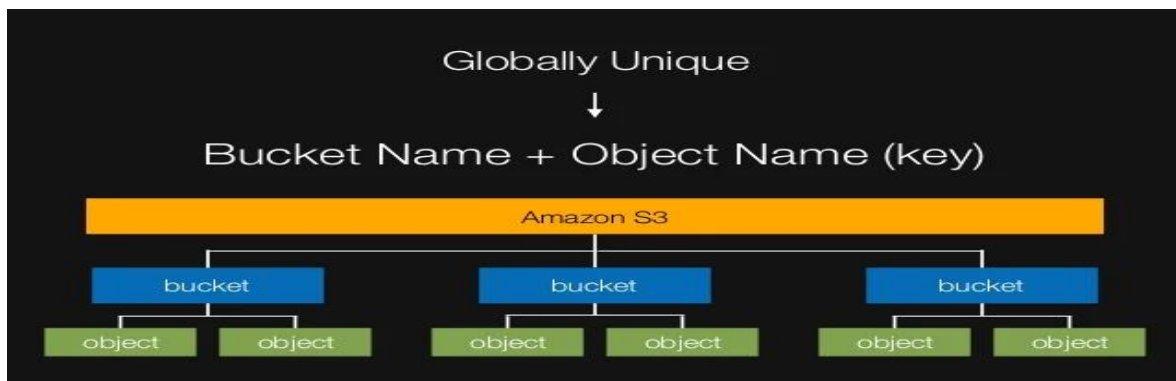 Globally Unique
Bucket Name + Object Name (key)
Amazon S3
bucket bucket bucket
object object object object object object